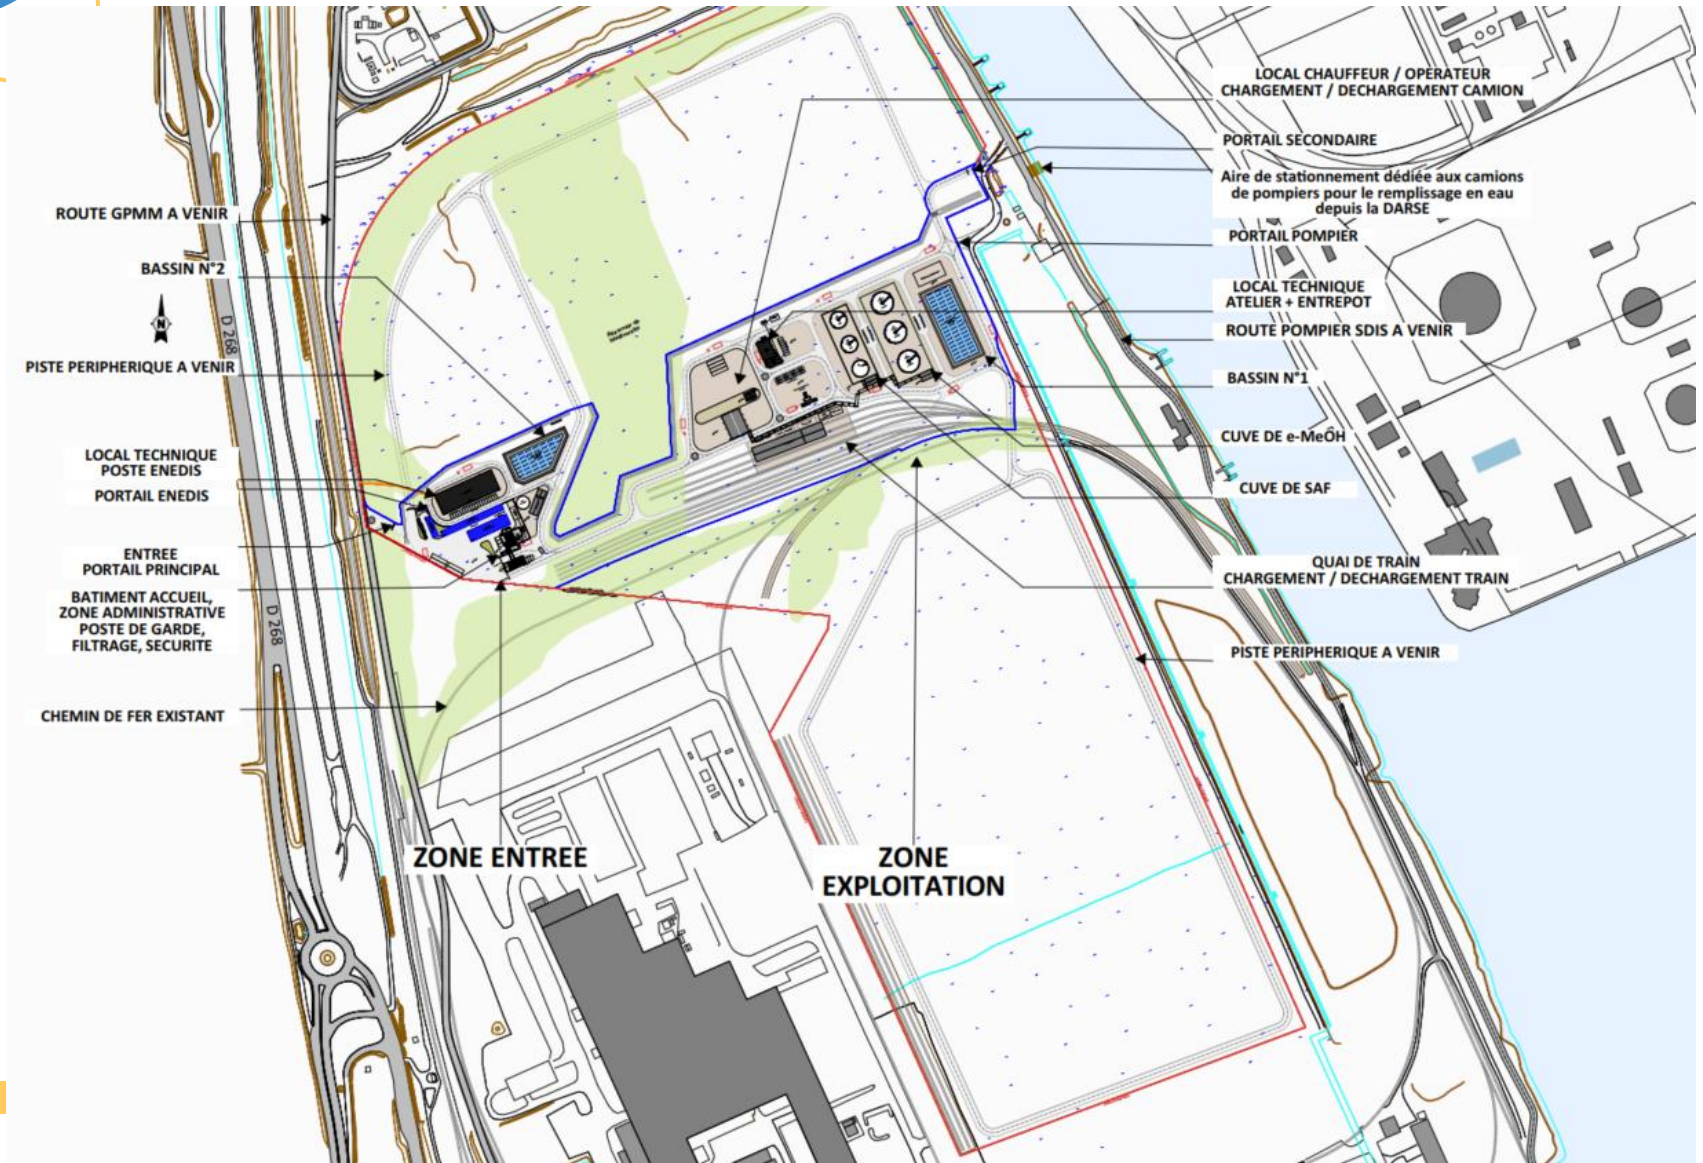 LOCAL CHAUFFEUR / OPERATEUR
CHARGEMENT / DECHARGEMENT CAMION
PORTAIL SECONDAIRE
Aire de stationnement dédiée aux camions
de pompiers pour le remplissage en eau
depuis la DARSE
PORTAIL POMPIER
LOCAL TECHNIQUE
ATELIER + ENTREPOT
ROUTE POMPIER SDIS A VENIR
BASSIN N°1
CUVE DE e-MeOH
CUVE DE SAF
QUAI DE TRAIN
CHARGEMENT / DECHARGEMENT TRAIN
PISTE PERIPHERIQUE A VENIR
ROUTE GPMM A VENIR
BASSIN N°2
N
D 268
PISTE PERIPHERIQUE A VENIR
LOCAL TECHNIQUE
POSTE ENEDIS
PORTAIL ENEDIS
ENTREE
PORTAIL PRINCIPAL
BATIMENT ACCUEIL,
ZONE ADMINISTRATIVE
POSTE DE GARDE,
FILTRAGE, SECURITE
D 268
CHEMIN DE FER EXISTANT
ZONE ENTREE
ZONE
EXPLOITATION